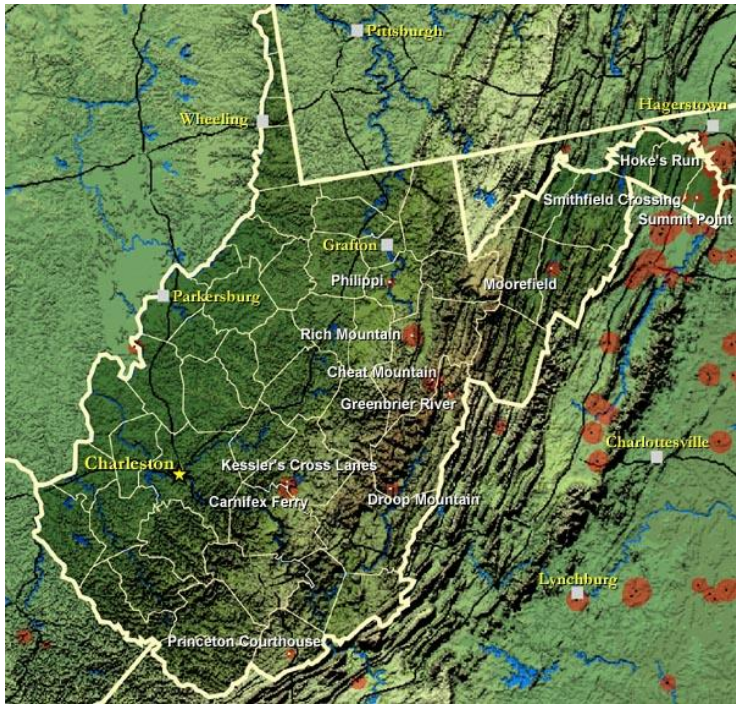 Pittsburgh
Hagerstown
Wheeling
Hoke's Run
Smithfield Crossing
Summit Point
Grafton
Philippi
Moorefield
Parkersburg
Rich Mountain
Cheat Mountain
Greenbrier River
Charlottesville
Charleston
Kessler's Cross Lanes
Carnifex Ferry
Droop Mountain
Lynchburg
Princeton Courthouse